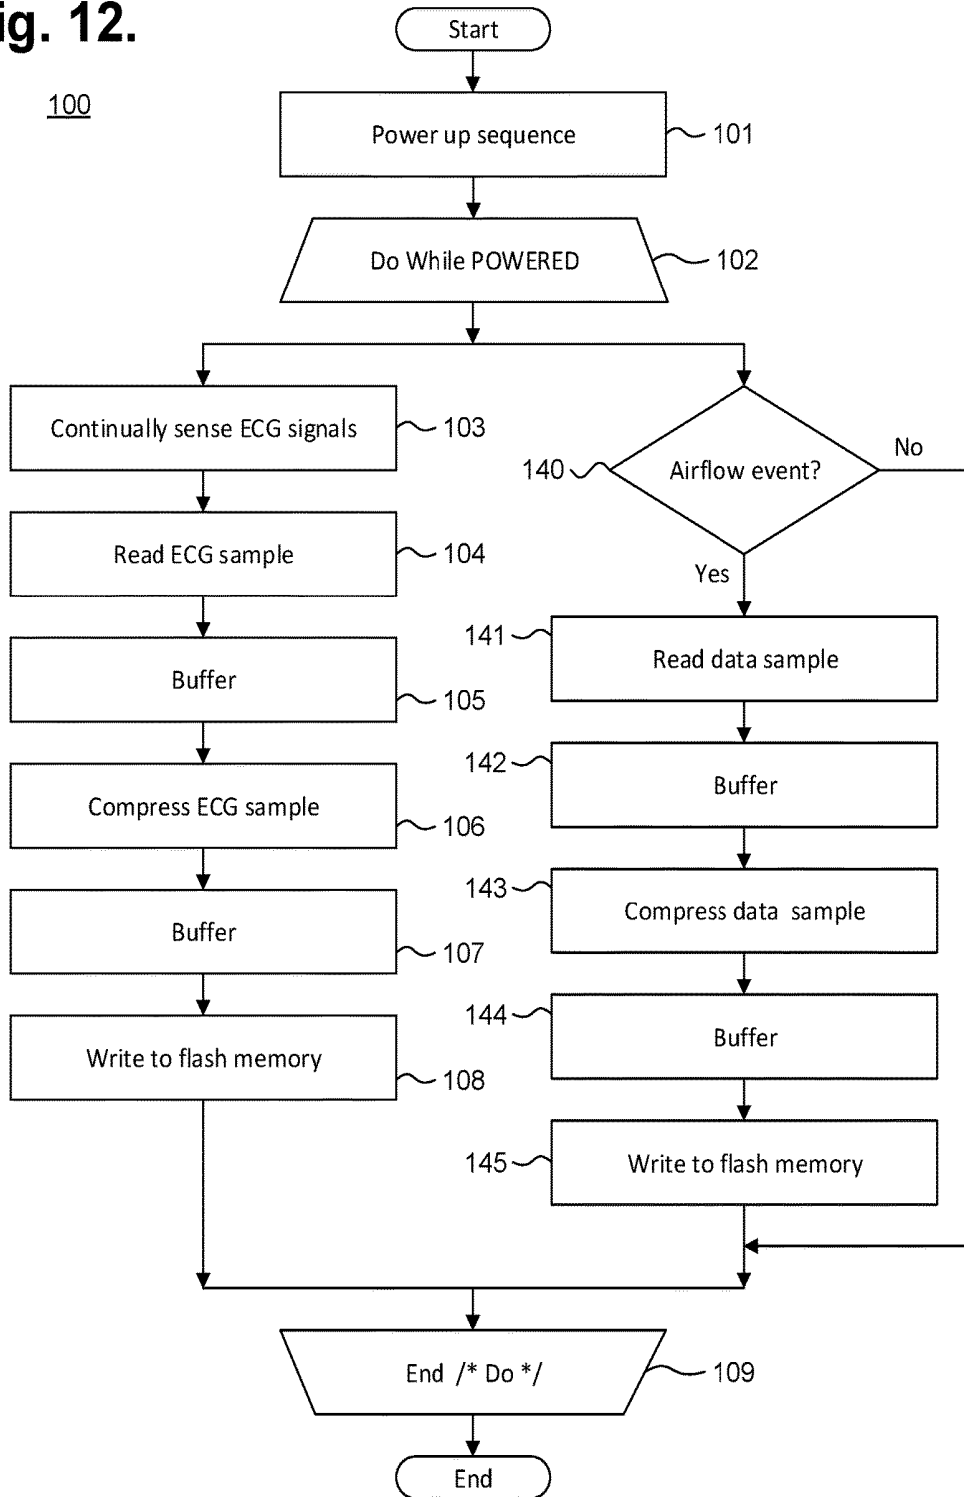 ig. 12.
100
Start
Power up sequence
101
Do While POWERED
102
Continually sense ECG signals
103
Read ECG sample
104
Buffer
105
Compress ECG sample
106
Buffer
107
Write to flash memory
108
140
Airflow event?
No
Yes
141
Read data sample
142
Buffer
143
Compress data sample
144
Buffer
145
Write to flash memory
End /* Do */
109
End